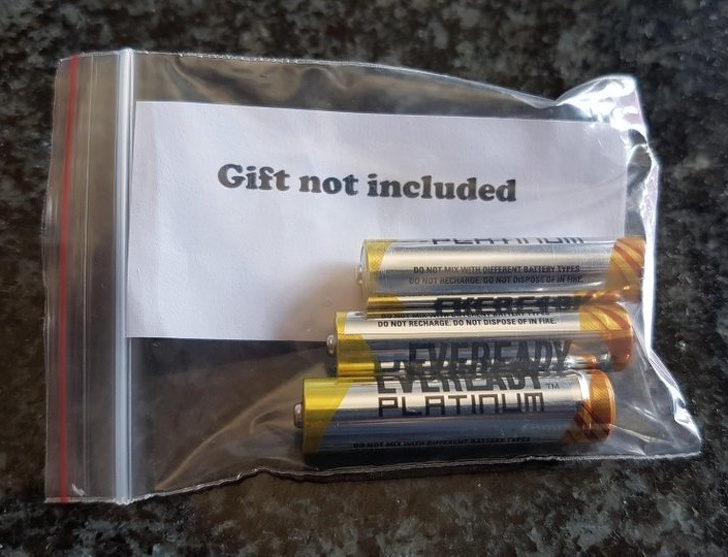 Gift not included
PLATINUM
DO NOT MIX WITH DIFFERENT BATTERY TYPES
DO NOT RECHARGE. DO NOT DISPOSE OF IN FIRE.
DO NOT RECHARGE. DO NOT DISPOSE OF IN FIRE.
EVEREADY
EVEREADY
PLATINUM™
DO NOT MIX WITH DIFFERENT BATTERY TYPES